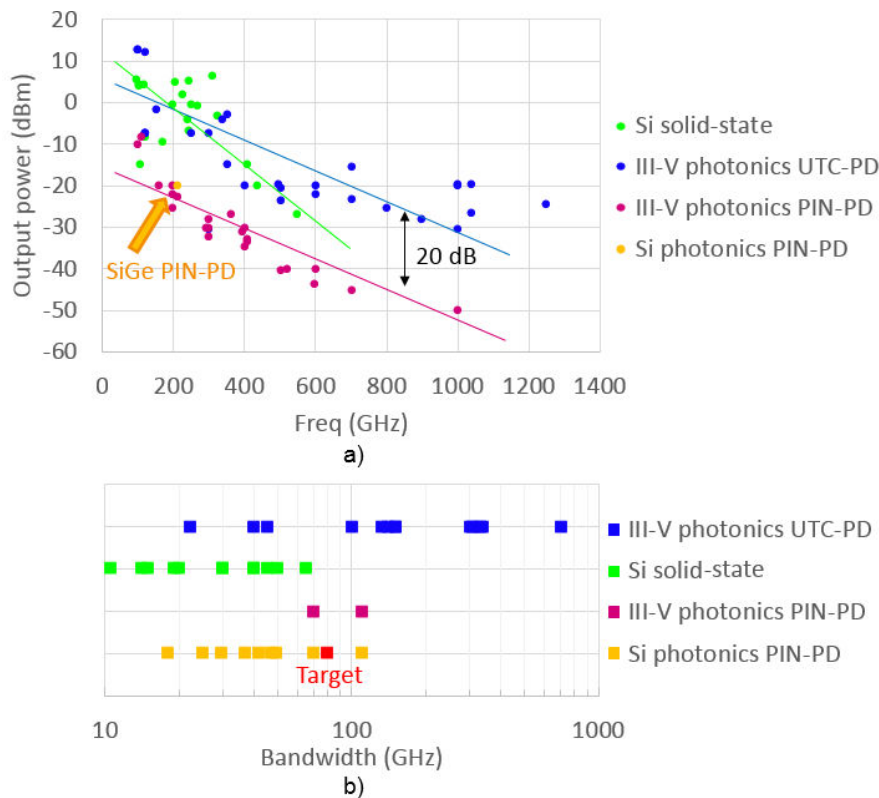 20
10
0
-10
-20
-30
-40
-50
-60
Output power (dBm)
SiGe PIN-PD
20 dB
0 200 400 600 800 1000 1200 1400
Freq (GHz)
a)
Si solid-state
III-V photonics UTC-PD
III-V photonics PIN-PD
Si photonics PIN-PD
III-V photonics UTC-PD
Si solid-state
III-V photonics PIN-PD
Si photonics PIN-PD
Target
10 100 1000
Bandwidth (GHz)
b)